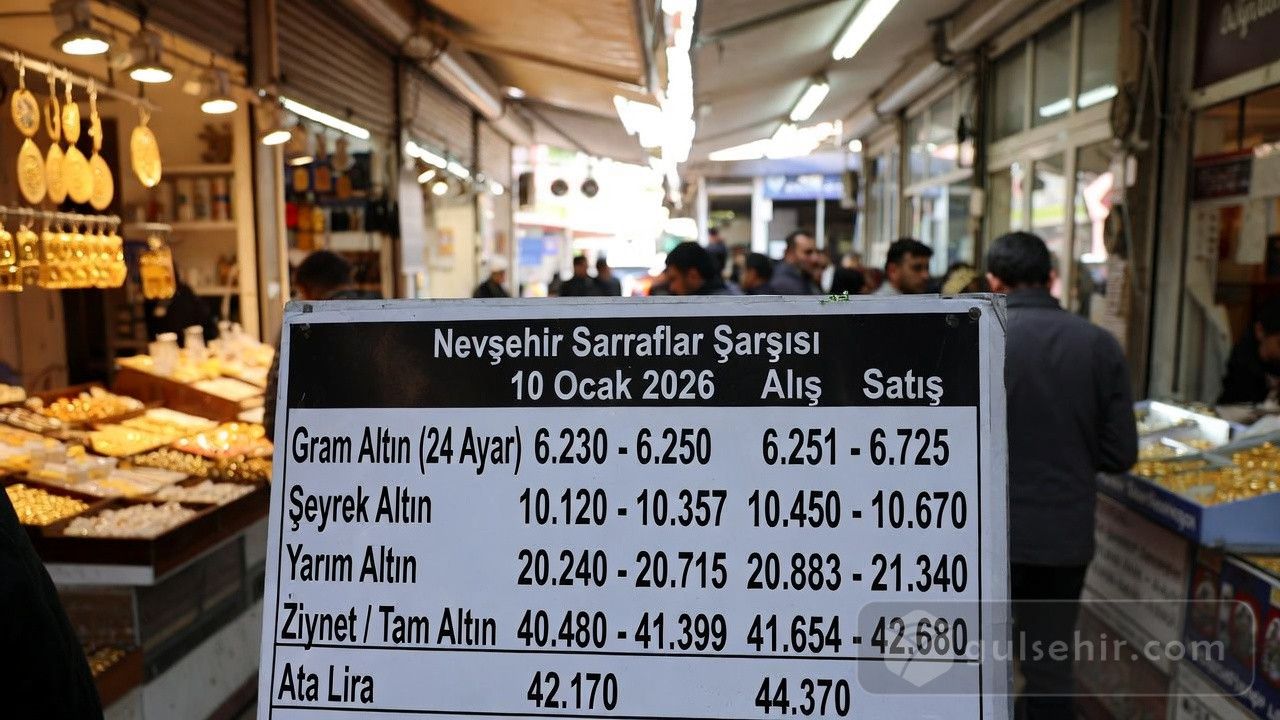 Nevşehir Sarraflar Şarşısı
10 Ocak 2026 Alış Satış
Gram Altın (24 Ayar) 6.230 - 6.250 6.251 - 6.725
Şeyrek Altın 10.120 - 10.357 10.450 - 10.670
Yarım Altın 20.240 - 20.715 20.883 - 21.340
Ziynet / Tam Altın 40.480 - 41.399 41.654 - 42.680
Ata Lira 42.170 44.370
gulsehir.com